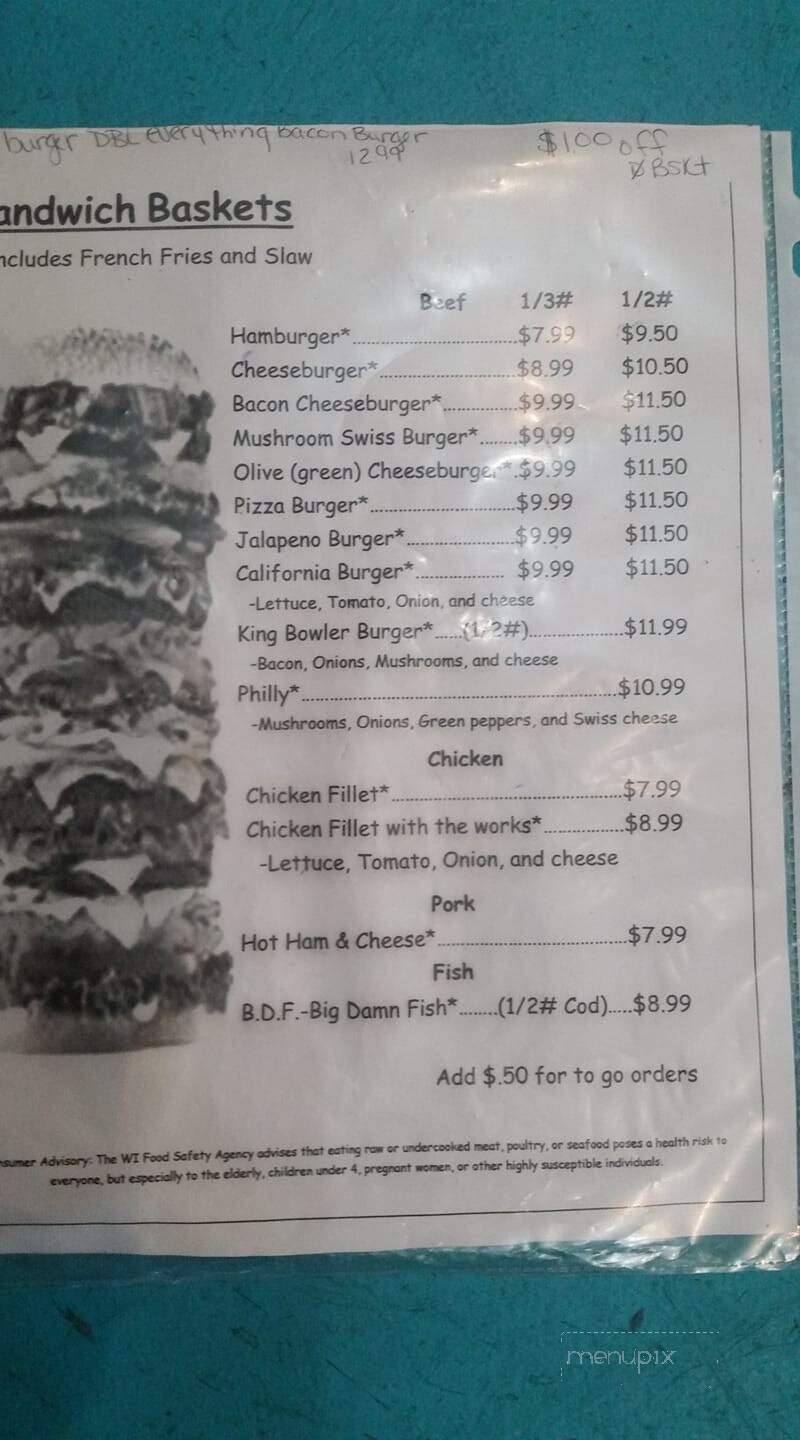 burger DBL everything bacon Burger
1299
$1.00 off
Ø BSKt
andwich Baskets
ncludes French Fries and Slaw
Beef 1/3# 1/2#
Hamburger*................................$7.99 $9.50
Cheeseburger*..........................$8.99 $10.50
Bacon Cheeseburger*..............$9.99 $11.50
Mushroom Swiss Burger*.......$9.99 $11.50
Olive (green) Cheeseburger*.$9.99 $11.50
Pizza Burger*............................$9.99 $11.50
Jalapeno Burger*.....................$9.99 $11.50
California Burger*................... $9.99 $11.50
-Lettuce, Tomato, Onion, and cheese
King Bowler Burger*.....(1/2#)...................$11.99
-Bacon, Onions, Mushrooms, and cheese
Philly*..............................................................$10.99
-Mushrooms, Onions, Green peppers, and Swiss cheese
Chicken
Chicken Fillet*.............................................$7.99
Chicken Fillet with the works*................$8.99
-Lettuce, Tomato, Onion, and cheese
Pork
Hot Ham & Cheese*.....................................$7.99
Fish
B.D.F.-Big Damn Fish*........(1/2# Cod).....$8.99
Add $.50 for to go orders
nsumer Advisory: The WI Food Safety Agency advises that eating raw or undercooked meat, poultry, or seafood poses a health risk to
everyone, but especially to the elderly, children under 4, pregnant women, or other highly susceptible individuals.
menupix